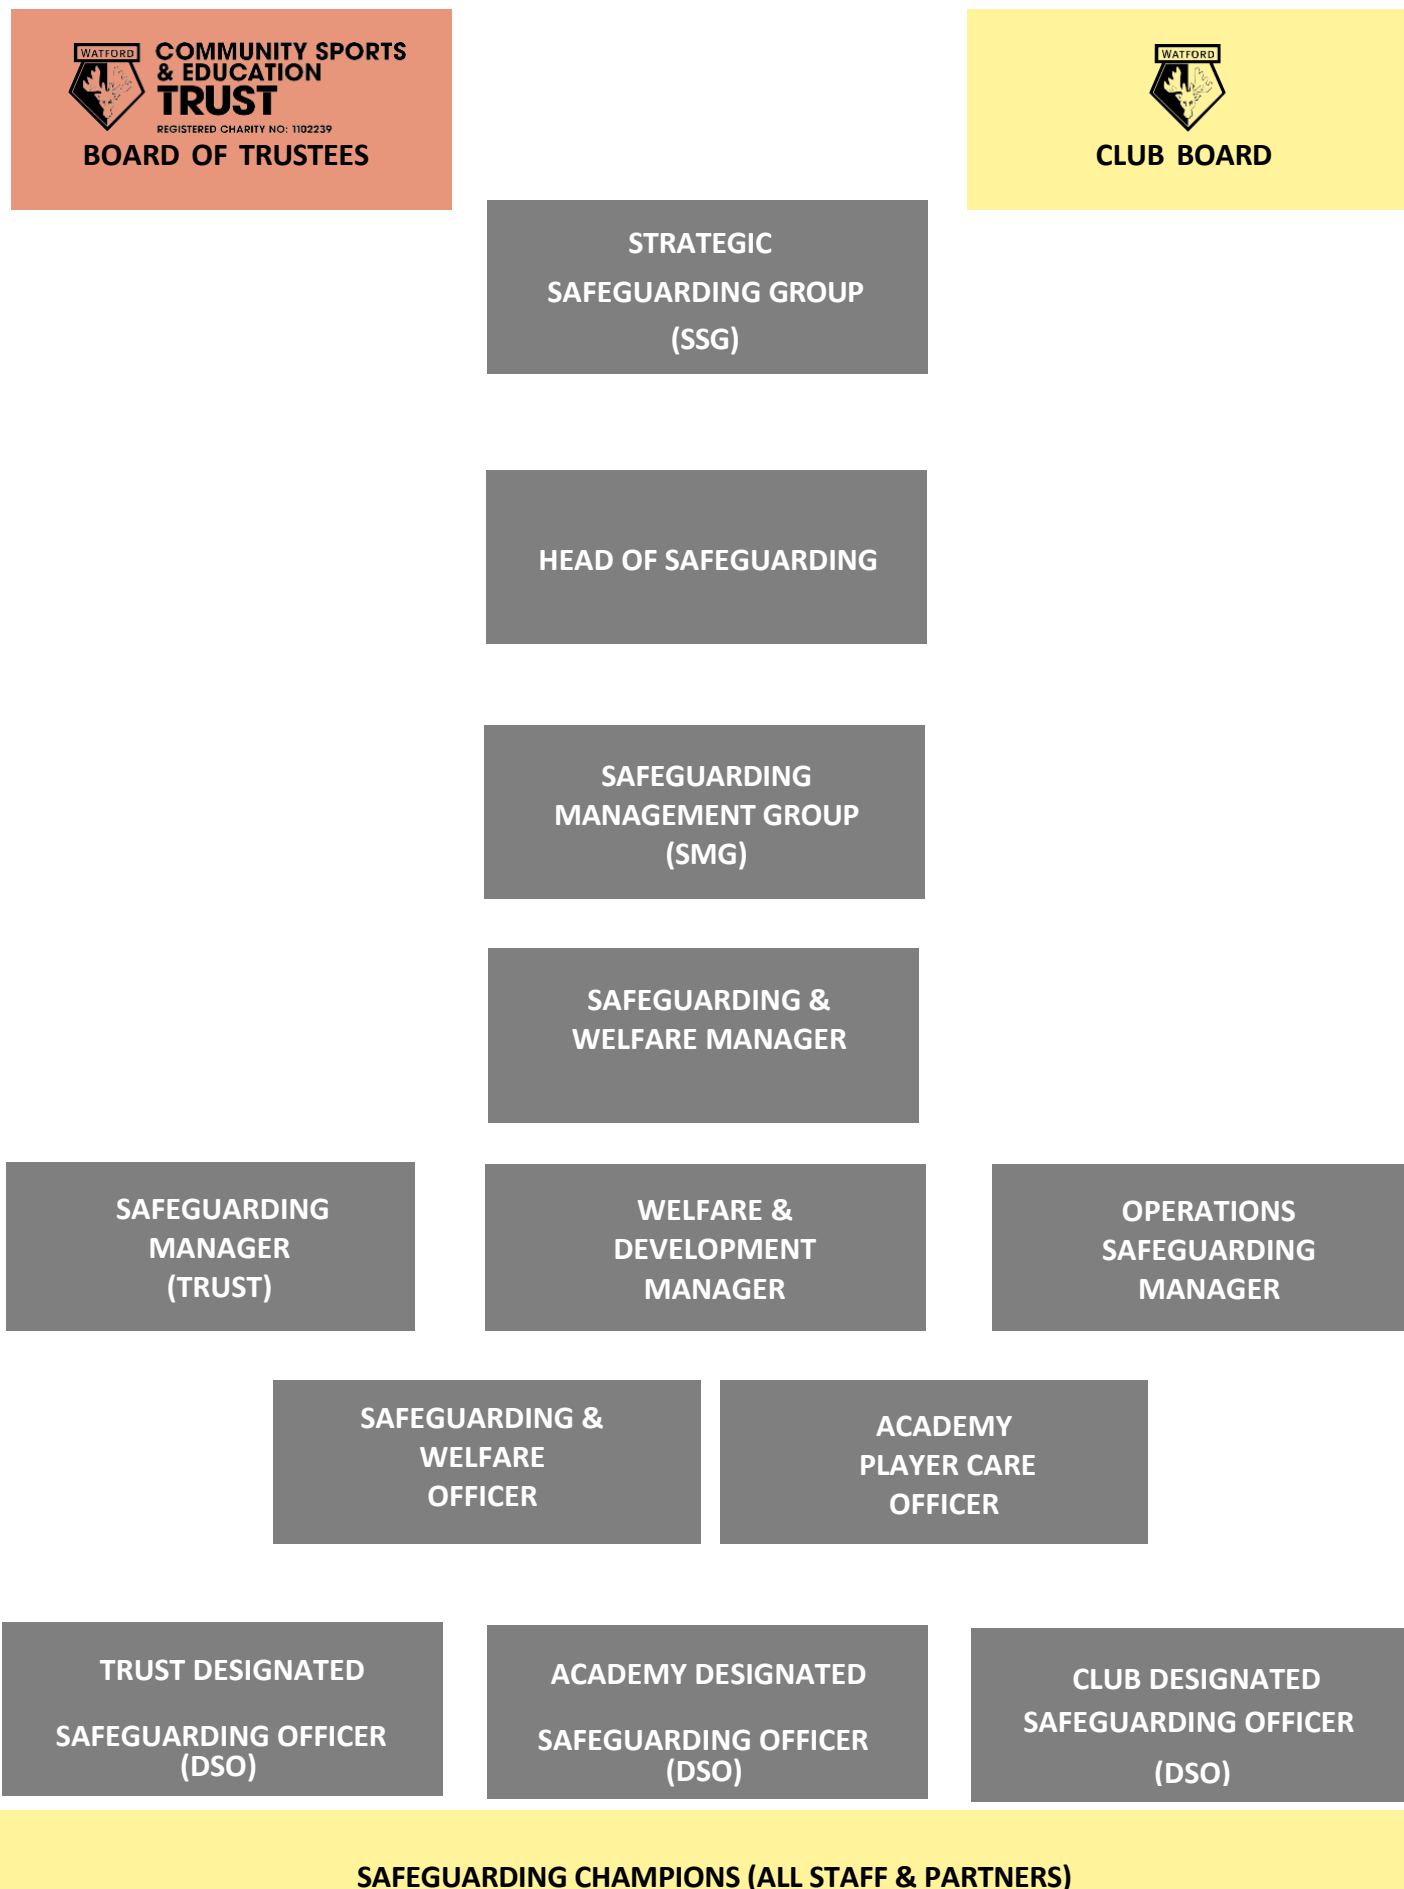 WATFORD
COMMUNITY SPORTS
& EDUCATION
TRUST
REGISTERED CHARITY NO: 1102239
BOARD OF TRUSTEES
WATFORD
CLUB BOARD
STRATEGIC
SAFEGUARDING GROUP
(SSG)
HEAD OF SAFEGUARDING
SAFEGUARDING
MANAGEMENT GROUP
(SMG)
SAFEGUARDING &
WELFARE MANAGER
SAFEGUARDING
MANAGER
(TRUST)
WELFARE &
DEVELOPMENT
MANAGER
OPERATIONS
SAFEGUARDING
MANAGER
SAFEGUARDING &
WELFARE
OFFICER
ACADEMY
PLAYER CARE
OFFICER
TRUST DESIGNATED
SAFEGUARDING OFFICER
(DSO)
ACADEMY DESIGNATED
SAFEGUARDING OFFICER
(DSO)
CLUB DESIGNATED
SAFEGUARDING OFFICER
(DSO)
SAFEGUARDING CHAMPIONS (ALL STAFF & PARTNERS)